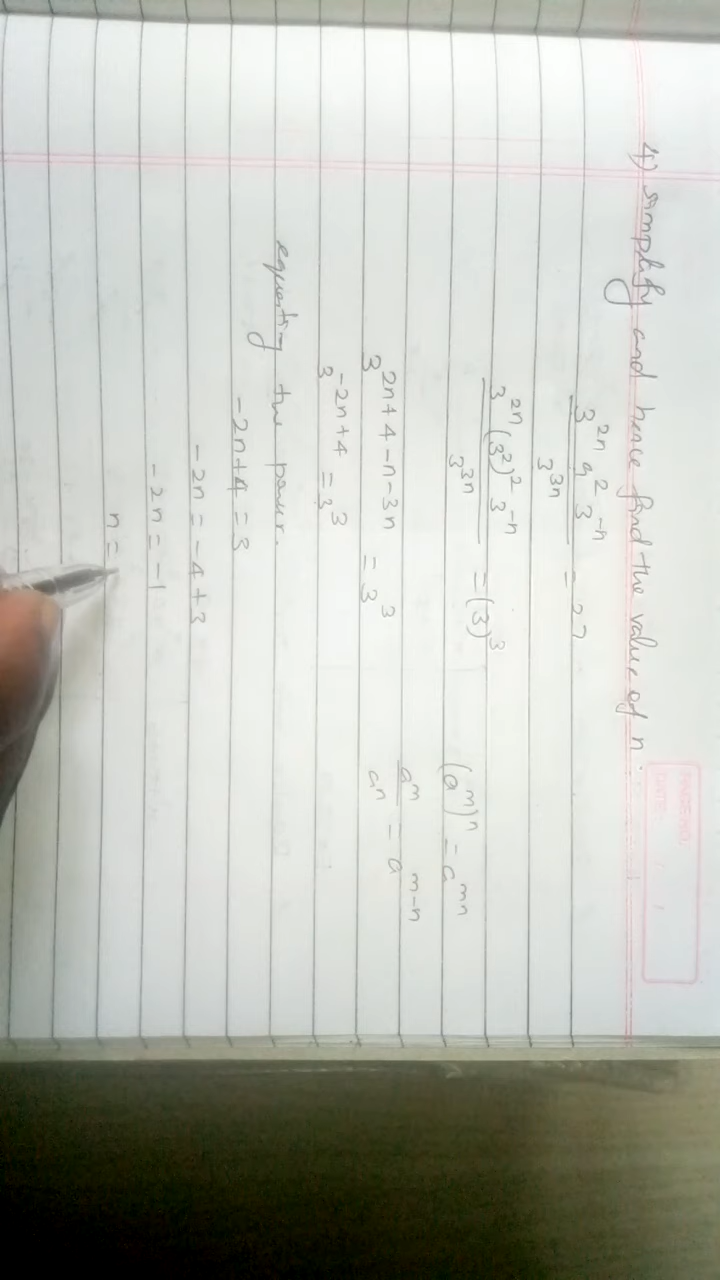 PAGE NO.
DATE: / /
4) Simplify and hence find the value of n.
3^{2n} 9^2 3^{-n} / 3^{3n} = 27
3^{2n} (3^2)^2 3^{-n} / 3^{3n} = (3)^3
(a^m)^n = a^{mn}
3^{2n+4-n-3n} = 3^3
a^m / a^n = a^{m-n}
3^{-2n+4} = 3^3
equating the power.
-2n+4 = 3
-2n = -4+3
-2n = -1
n =